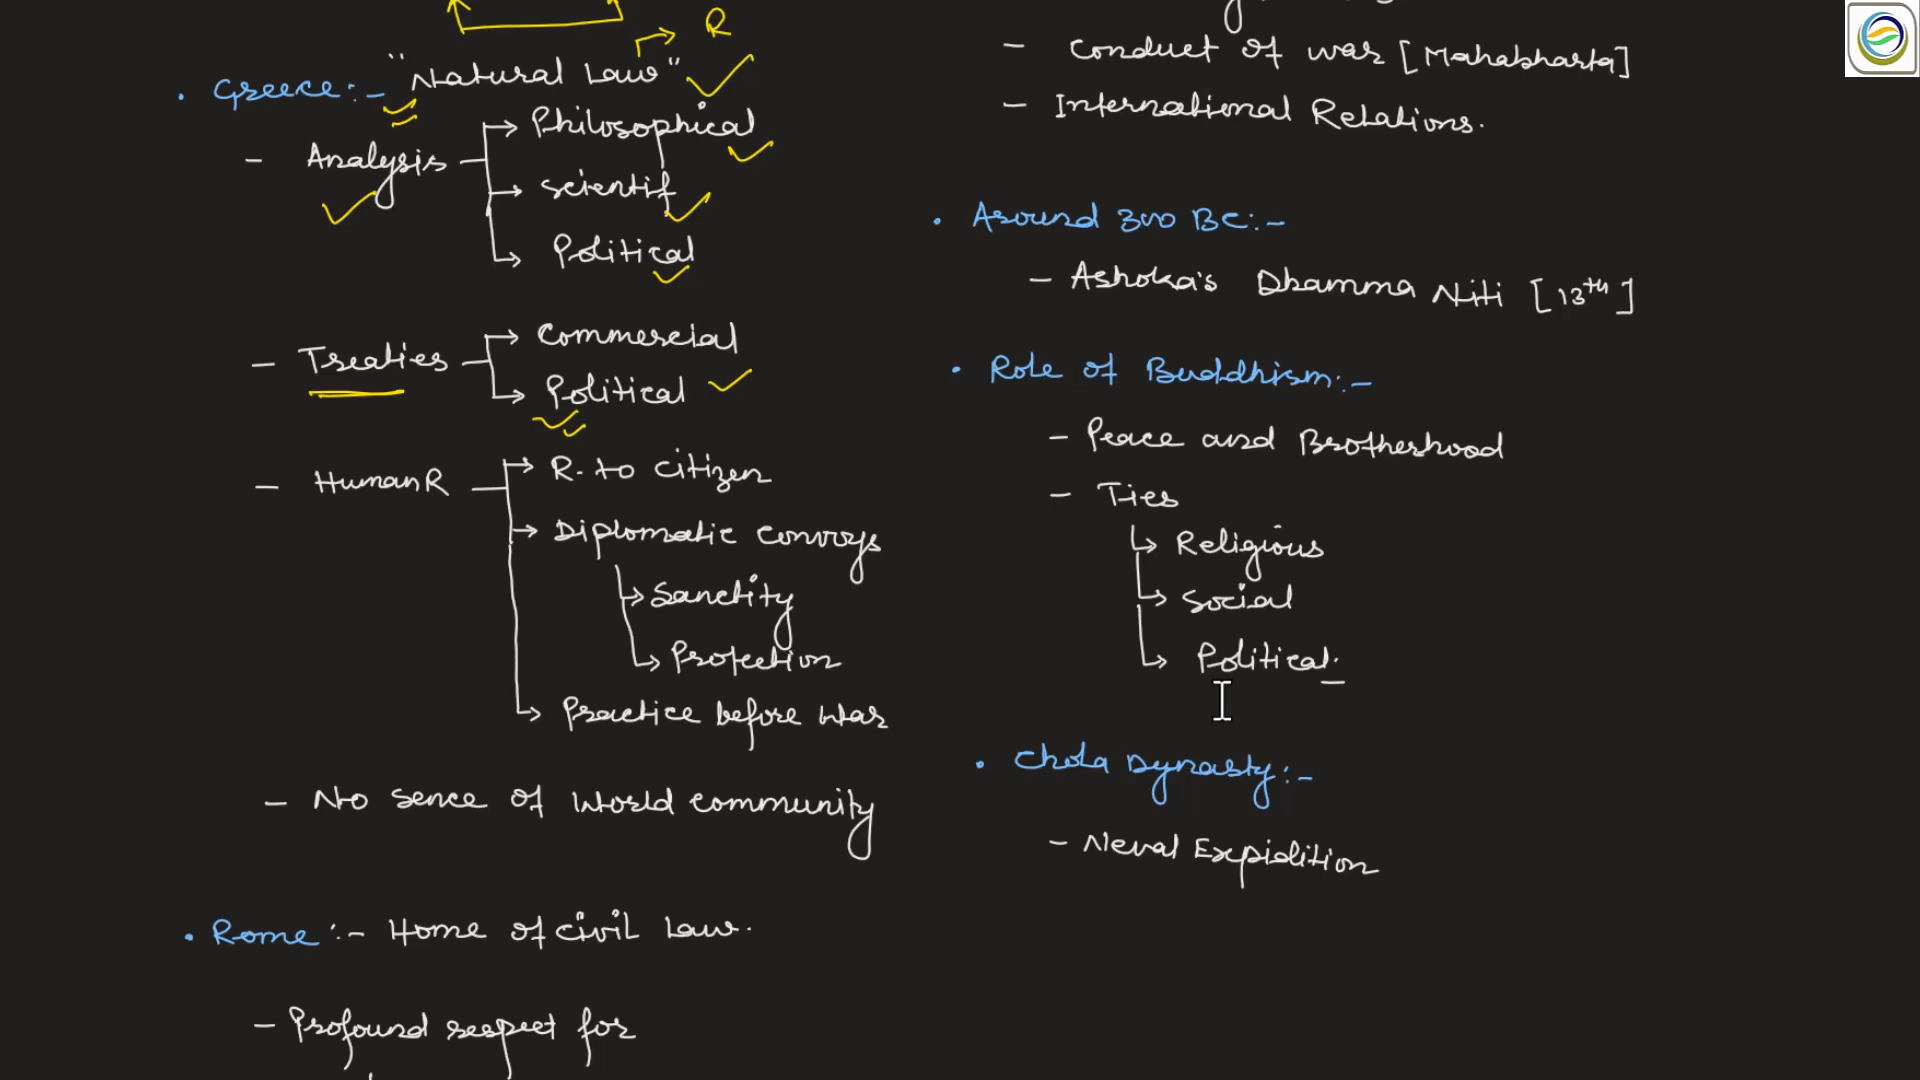 R
• Greece:- "Natural Law"
- Analysis → Philosophical
→ Scientif
→ Political
- Treaties → Commercial
→ Political
- Human R → R. to citizen
→ Diplomatic convoys
→ Sanctity
→ Protection
→ Practice before War
- No sence of World community
• Rome:- Home of Civil Law.
- Profound respect for
- Conduct of war [Mahabharta]
- International Relations.
• Around 300 BC:-
- Ashoka's Dhamma Niti [13th]
• Role of Buddhism:-
- Peace and Brotherhood
- Ties
→ Religious
→ Social
→ Political.
• Chola Dynasty:-
- Neval Expidition